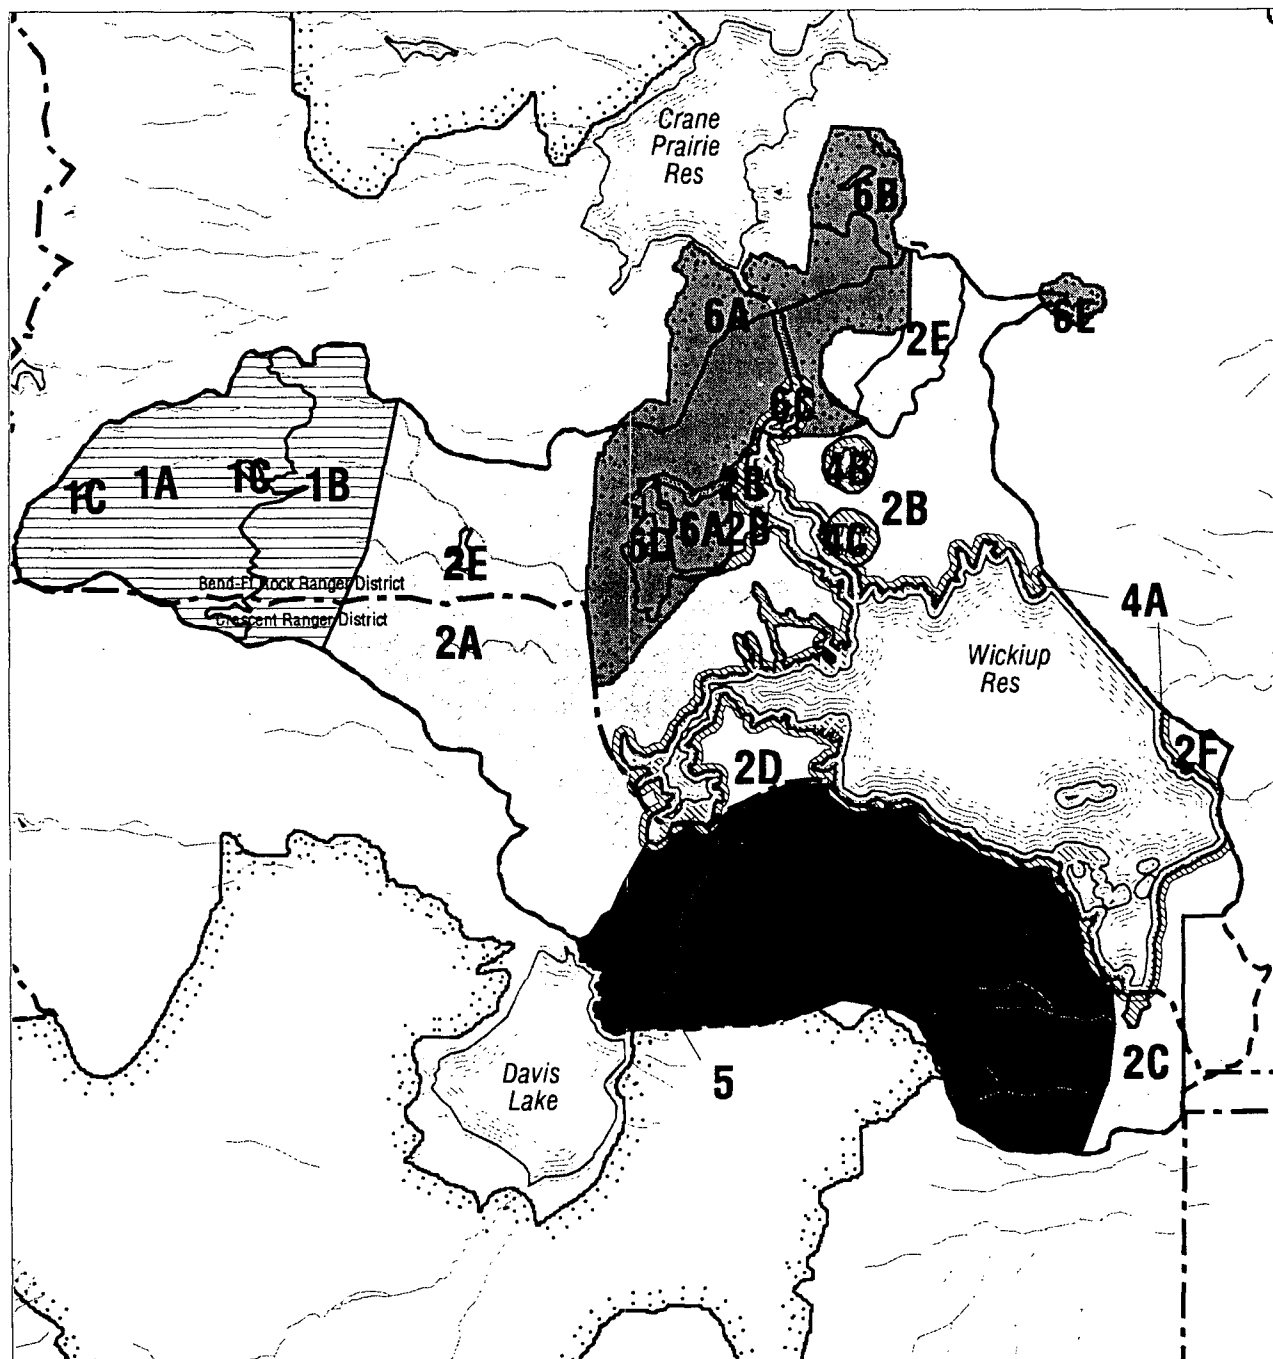 Crane
Prairie
Res
6B
6A
2E
6E
6C
4B
1C
1A
1C
1B
2B
2B
6A
2B
4C
6D
2E
Bend-Ft Rock Ranger District
Crescent Ranger District
4A
2A
Wickiup
Res
2F
2D
Davis
Lake
5
2C